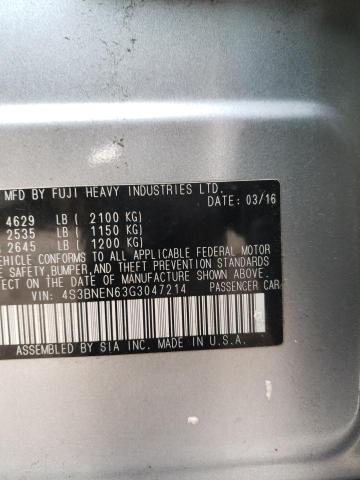 MFD BY FUJI HEAVY INDUSTRIES LTD.
DATE: 03/16
4629 LB ( 2100 KG)
2535 LB ( 1150 KG)
2645 LB ( 1200 KG)
VEHICLE CONFORMS TO ALL APPLICABLE FEDERAL MOTOR
SAFETY, BUMPER, AND THEFT PREVENTION STANDARDS
ECT ON THE DATE OF MANUFACTURE SHOWN ABOVE.
VIN: 4S3BNEN63G3047214 PASSENGER CAR
ASSEMBLED BY SIA INC. MADE IN U.S.A.